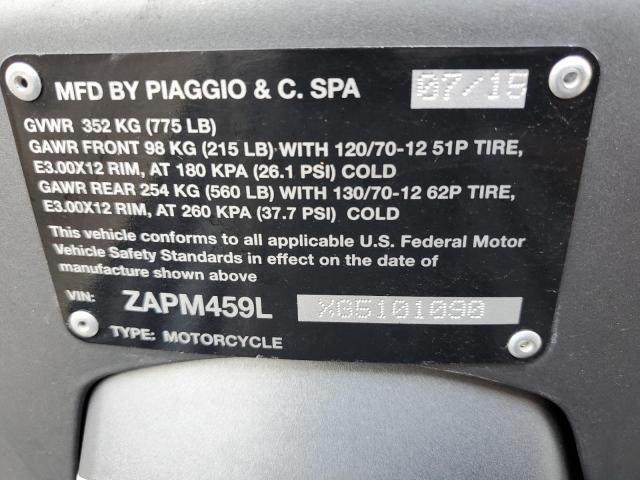 MFD BY PIAGGIO & C. SPA 07/15
GVWR 352 KG (775 LB)
GAWR FRONT 98 KG (215 LB) WITH 120/70-12 51P TIRE,
E3.00X12 RIM, AT 180 KPA (26.1 PSI) COLD
GAWR REAR 254 KG (560 LB) WITH 130/70-12 62P TIRE,
E3.00X12 RIM, AT 260 KPA (37.7 PSI) COLD
This vehicle conforms to all applicable U.S. Federal Motor
Vehicle Safety Standards in effect on the date of
manufacture shown above
VIN: ZAPM459L XG5101090
TYPE: MOTORCYCLE